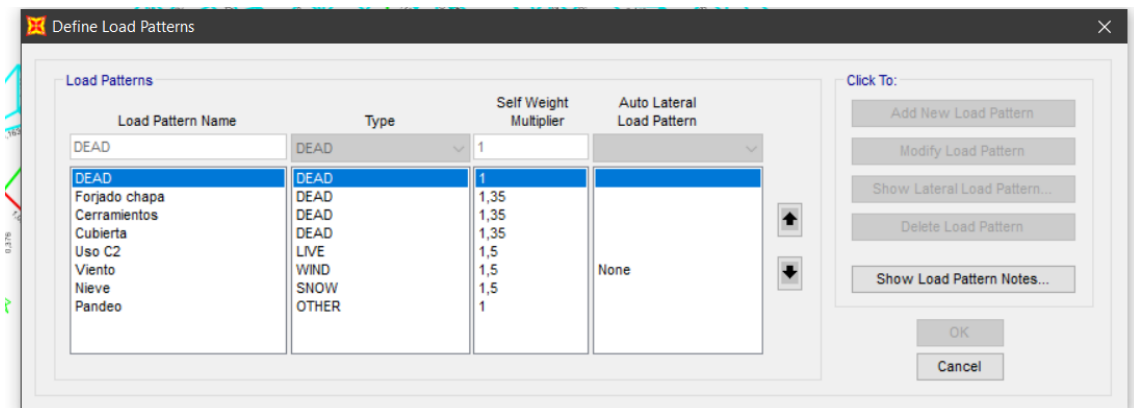 Define Load Patterns
Load Patterns
Load Pattern Name Type Self Weight Multiplier Auto Lateral Load Pattern
DEAD DEAD 1
DEAD DEAD 1
Forjado chapa DEAD 1,35
Cerramientos DEAD 1,35
Cubierta DEAD 1,35
Uso C2 LIVE 1,5
Viento WIND 1,5 None
Nieve SNOW 1,5
Pandeo OTHER 1
Click To:
Add New Load Pattern
Modify Load Pattern
Show Lateral Load Pattern...
Delete Load Pattern
Show Load Pattern Notes...
OK
Cancel
0,376